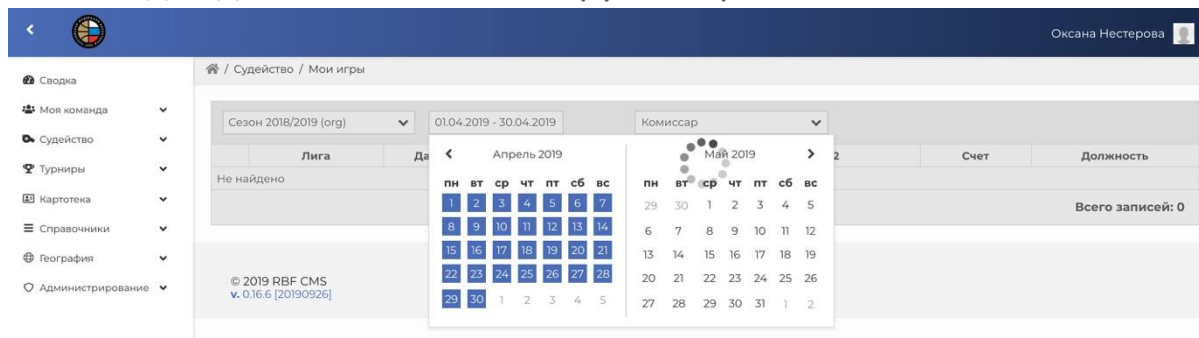 Оксана Нестерова
Сводка
Моя команда
Судейство
Турниры
Картотека
Справочники
География
Администрирование
/ Судейство / Мои игры
Сезон 2018/2019 (org)
01.04.2019 - 30.04.2019
Комиссар
Лига
Да
2
Счет
Должность
Не найдено
Всего записей: 0
Апрель 2019
пн вт ср чт пт сб вс
1 2 3 4 5 6 7
8 9 10 11 12 13 14
15 16 17 18 19 20 21
22 23 24 25 26 27 28
29 30 1 2 3 4 5
Май 2019
пн вт ср чт пт сб вс
29 30 1 2 3 4 5
6 7 8 9 10 11 12
13 14 15 16 17 18 19
20 21 22 23 24 25 26
27 28 29 30 31 1 2
© 2019 RBF CMS
v. 0.16.6 [20190926]